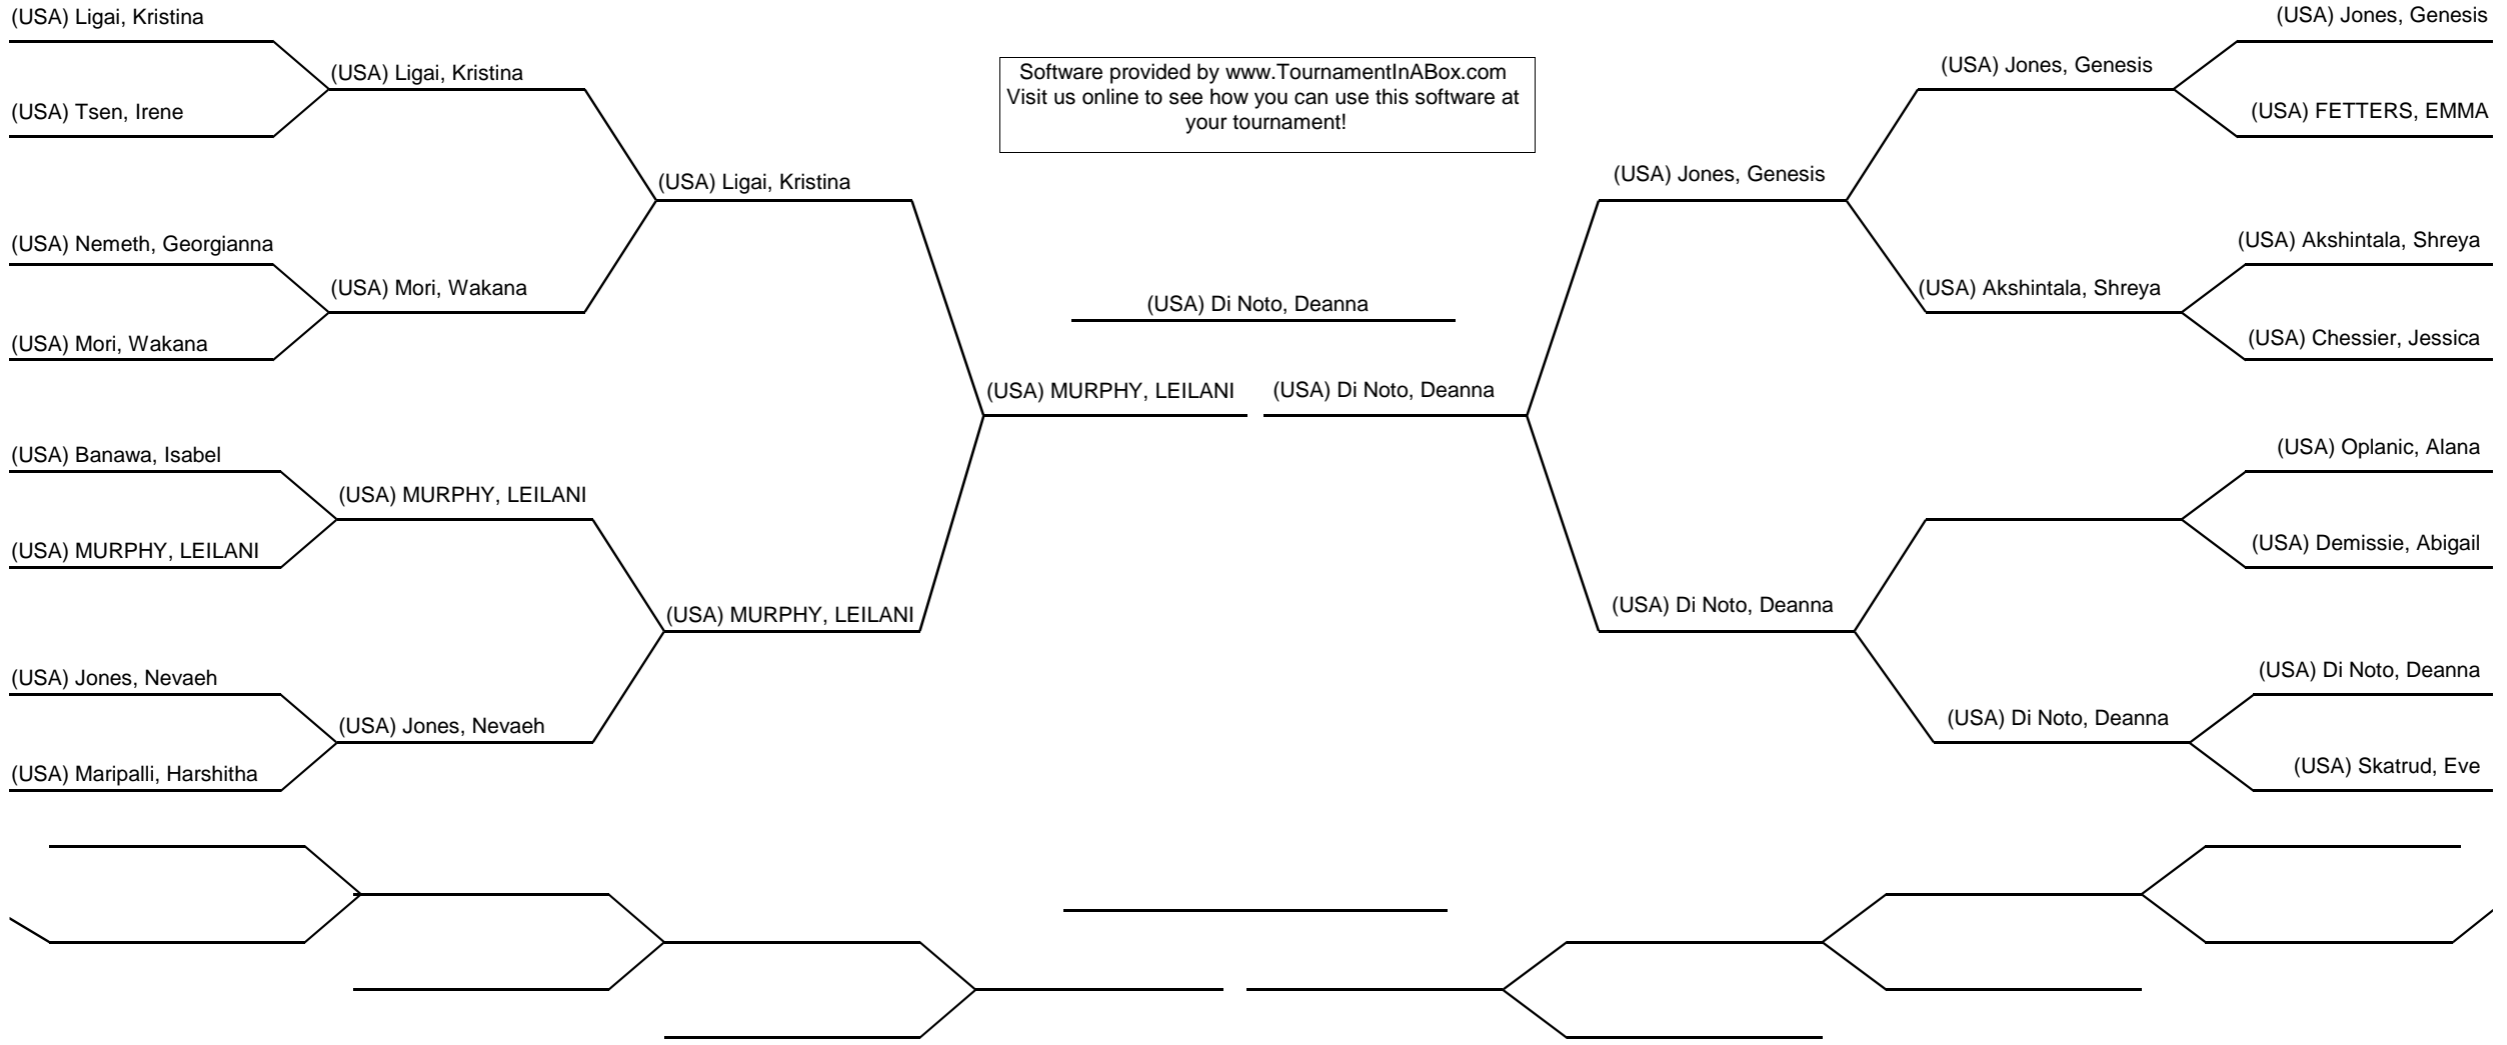 (USA) Ligai, Kristina
(USA) Tsen, Irene
(USA) Nemeth, Georgianna
(USA) Mori, Wakana
(USA) Banawa, Isabel
(USA) MURPHY, LEILANI
(USA) Jones, Nevaeh
(USA) Maripalli, Harshitha
(USA) Ligai, Kristina
(USA) Mori, Wakana
(USA) MURPHY, LEILANI
(USA) Jones, Nevaeh
(USA) Ligai, Kristina
(USA) MURPHY, LEILANI
(USA) MURPHY, LEILANI
Software provided by www.TournamentInABox.com
Visit us online to see how you can use this software at
your tournament!
(USA) Di Noto, Deanna
(USA) Di Noto, Deanna
(USA) Jones, Genesis
(USA) Di Noto, Deanna
(USA) Jones, Genesis
(USA) Akshintala, Shreya
(USA) Di Noto, Deanna
(USA) Jones, Genesis
(USA) FETTERS, EMMA
(USA) Akshintala, Shreya
(USA) Chessier, Jessica
(USA) Oplanic, Alana
(USA) Demissie, Abigail
(USA) Di Noto, Deanna
(USA) Skatrud, Eve